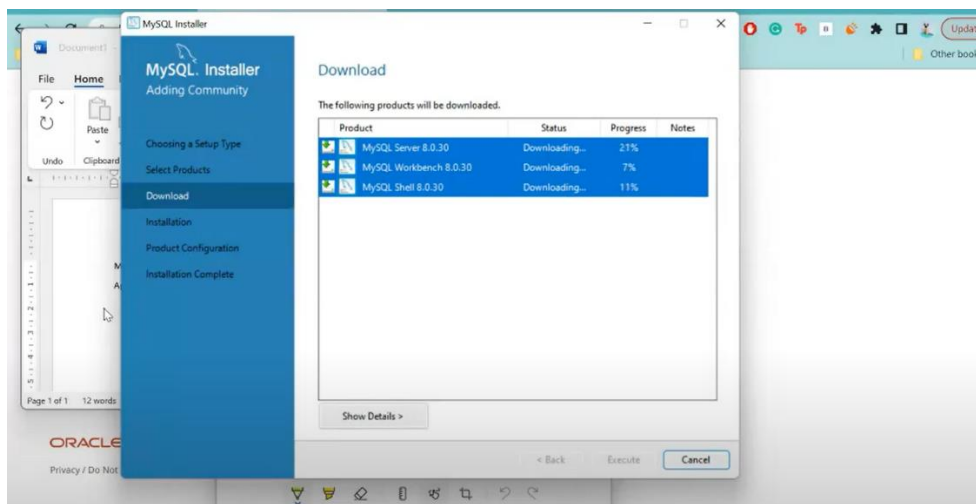 MySQL Installer
Document1 -
File Home
Paste
Undo Clipboard
Page 1 of 1 12 words
ORACLE
Privacy / Do Not
MySQL. Installer
Adding Community
Choosing a Setup Type
Select Products
Download
Installation
Product Configuration
Installation Complete
Download
The following products will be downloaded.
Product Status Progress Notes
MySQL Server 8.0.30 Downloading... 21%
MySQL Workbench 8.0.30 Downloading... 7%
MySQL Shell 8.0.30 Downloading... 11%
Show Details >
< Back Execute Cancel
Tp
Updat
Other book